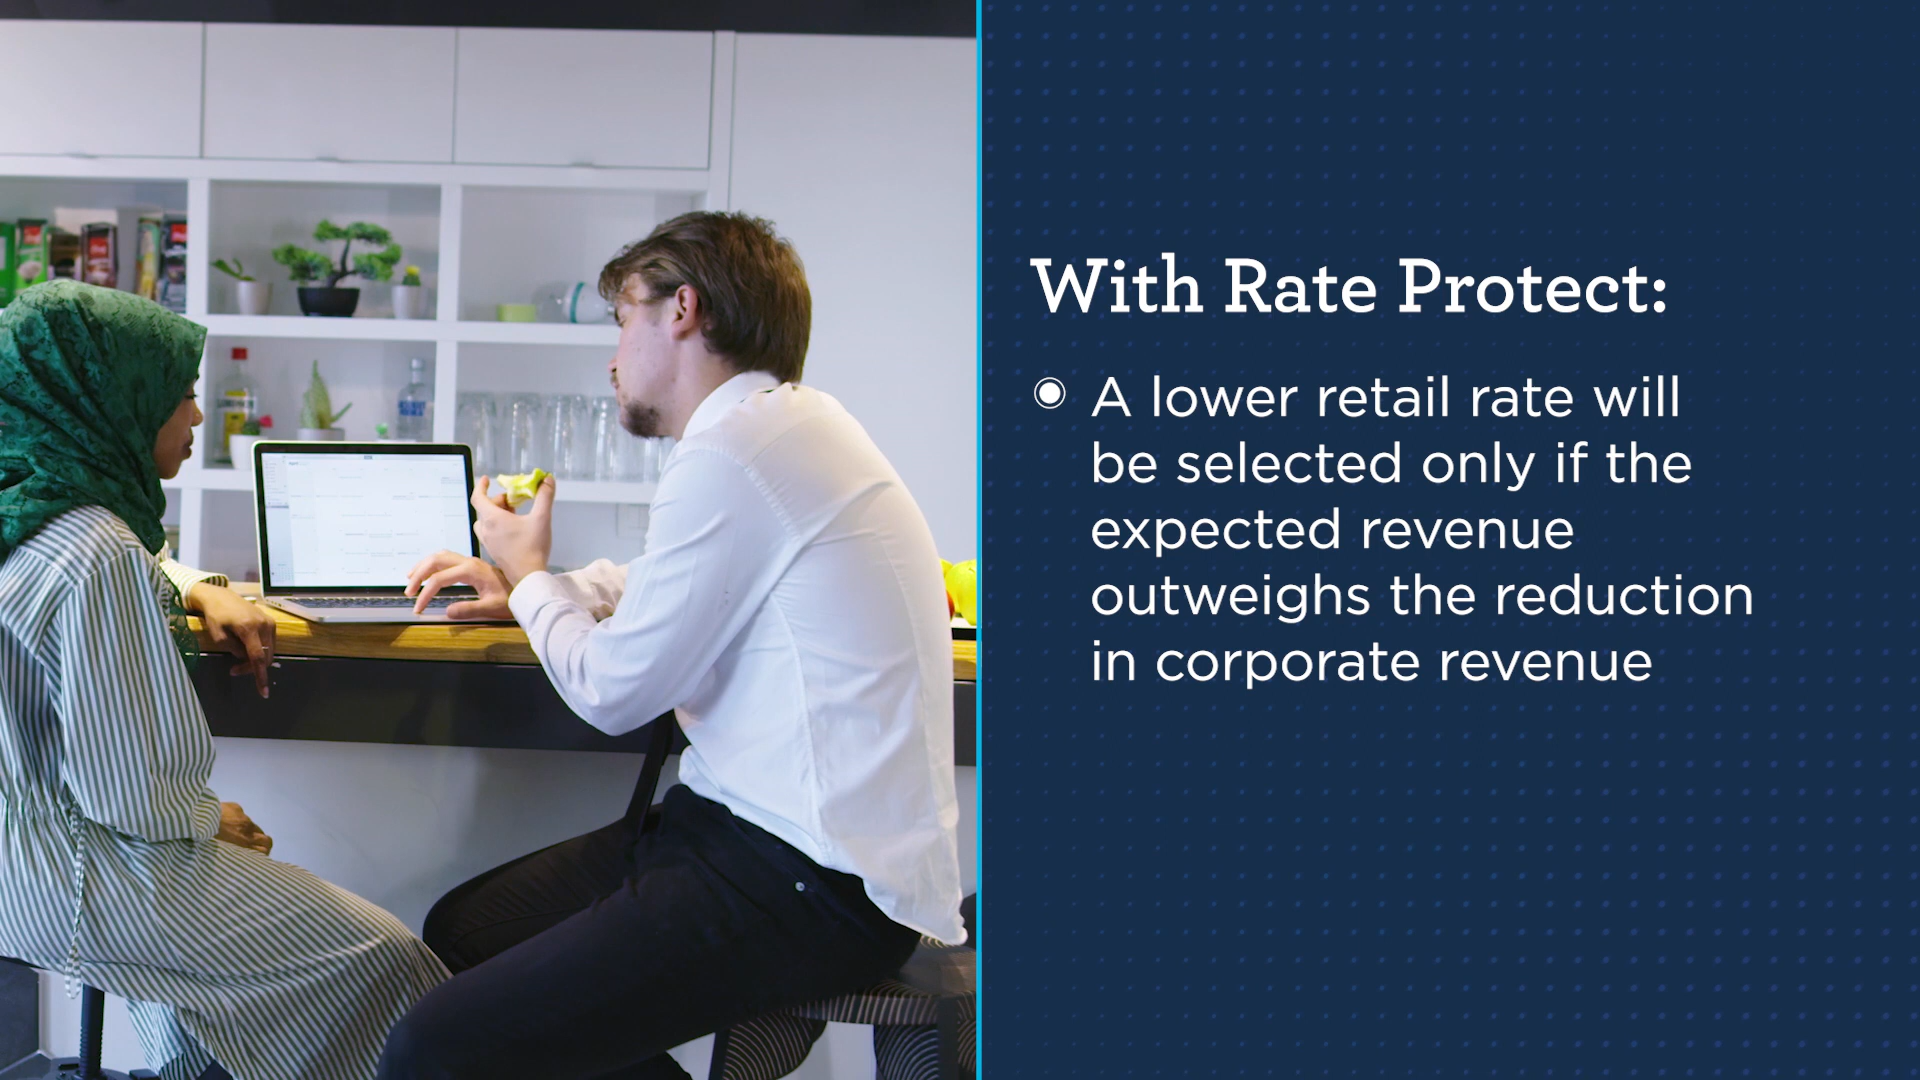 With Rate Protect:
A lower retail rate will
be selected only if the
expected revenue
outweighs the reduction
in corporate revenue